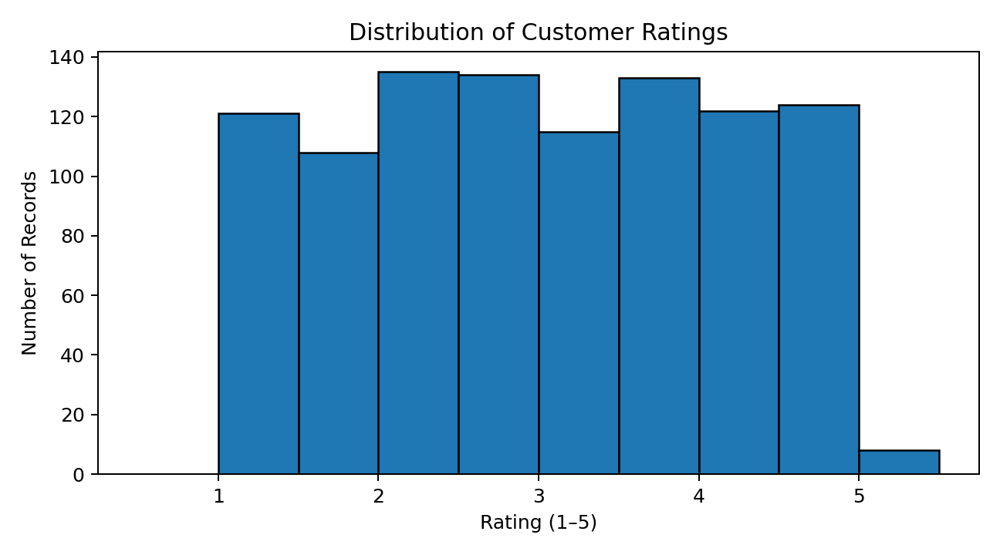 Distribution of Customer Ratings
140
120
100
80
60
40
20
0
Number of Records
1 2 3 4 5
Rating (1–5)